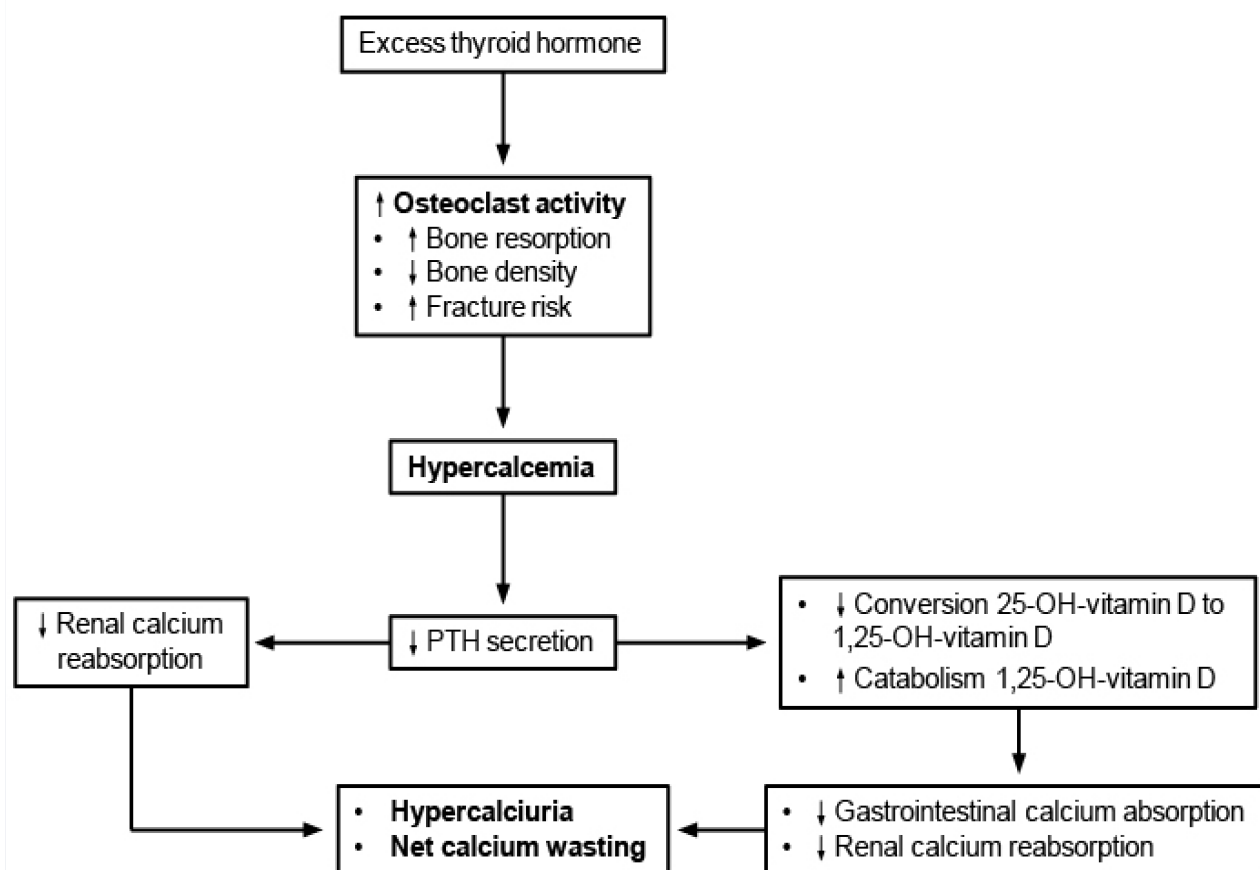 Excess thyroid hormone
↑ Osteoclast activity
• ↑ Bone resorption
• ↓ Bone density
• ↑ Fracture risk
Hypercalcemia
↓ Renal calcium
reabsorption
↓ PTH secretion
• ↓ Conversion 25-OH-vitamin D to
1,25-OH-vitamin D
• ↑ Catabolism 1,25-OH-vitamin D
• Hypercalciuria
• Net calcium wasting
• ↓ Gastrointestinal calcium absorption
• ↓ Renal calcium reabsorption